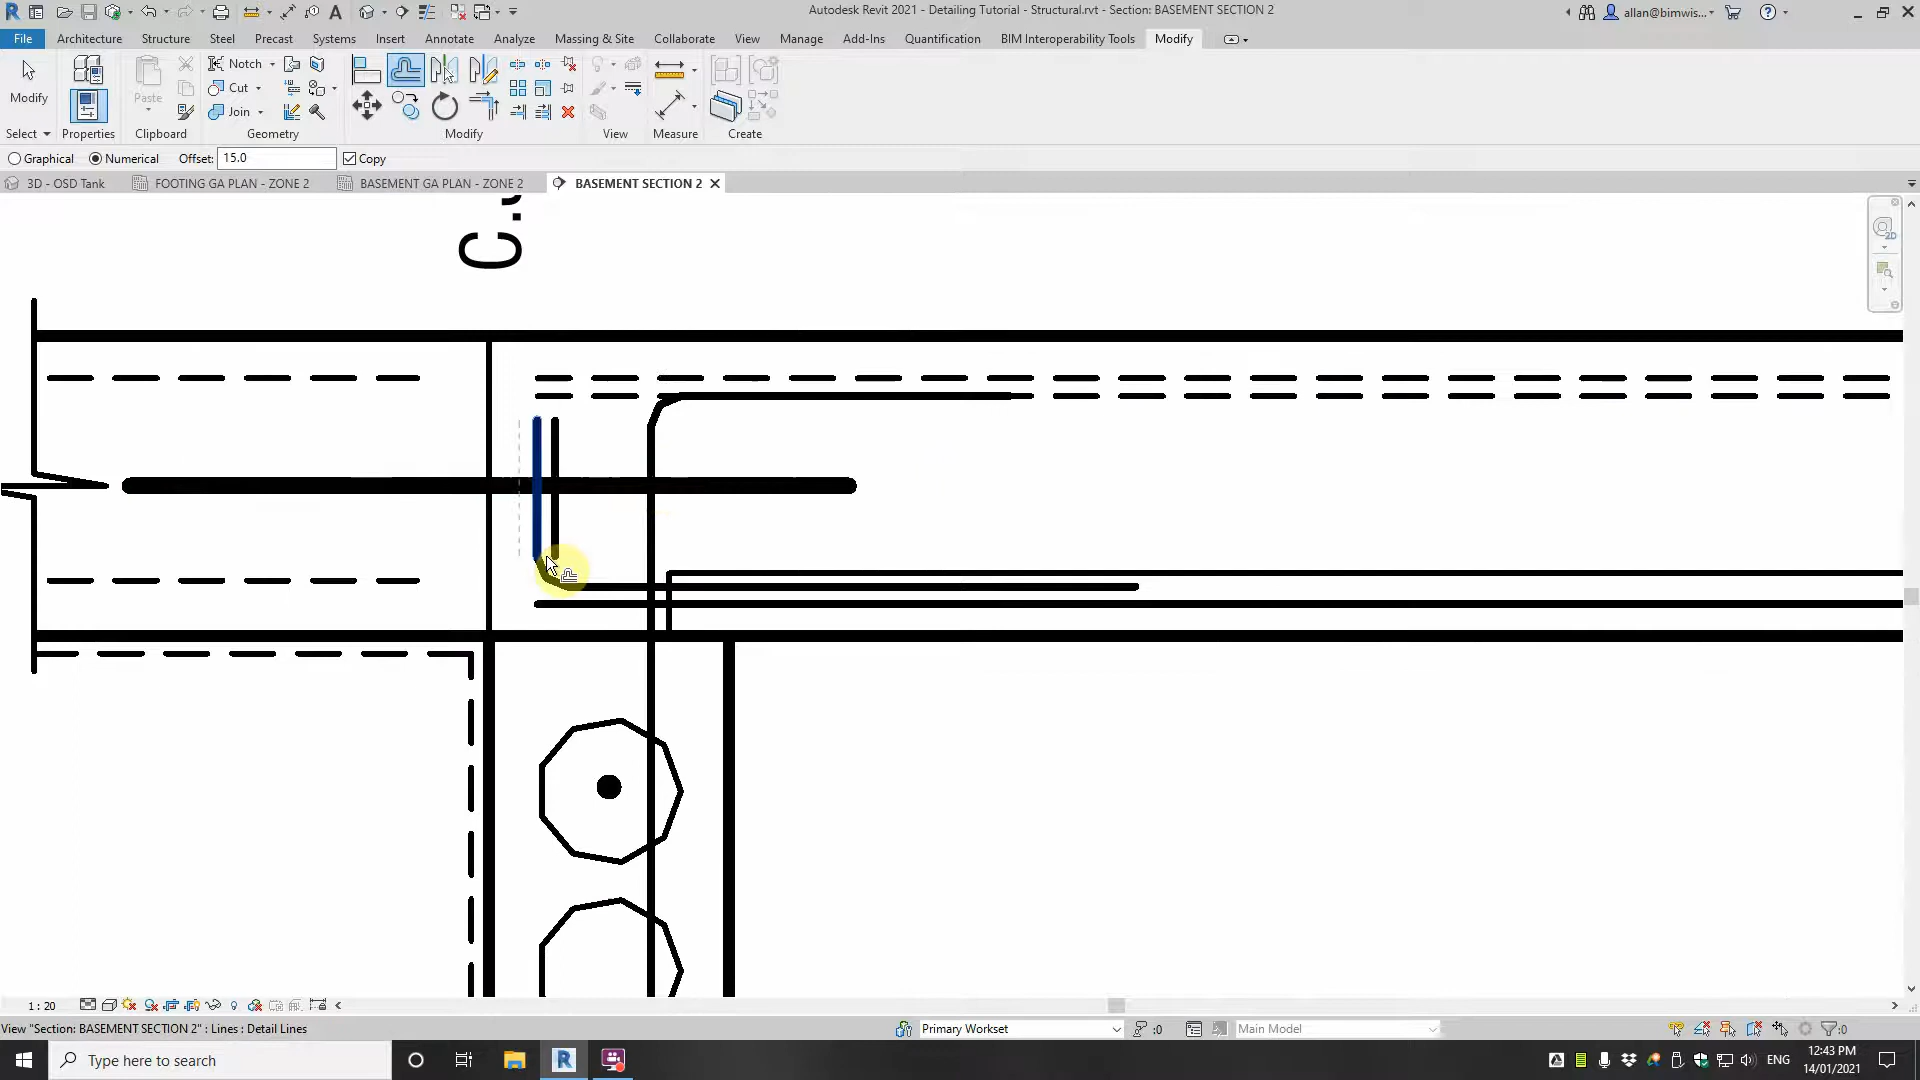 Autodesk Revit 2021 - Detailing Tutorial - Structural.rvt - Section: BASEMENT SECTION 2
allan@bimwis...
File Architecture Structure Steel Precast Systems Insert Annotate Analyze Massing & Site Collaborate View Manage Add-Ins Quantification BIM Interoperability Tools Modify
Modify
Paste
Notch
Cut
Join
Select Properties Clipboard Geometry Modify View Measure Create
Graphical Numerical Offset: 15.0 Copy
3D - OSD Tank FOOTING GA PLAN - ZONE 2 BASEMENT GA PLAN - ZONE 2 BASEMENT SECTION 2
2D
1 : 20
View "Section: BASEMENT SECTION 2" : Lines : Detail Lines
Primary Workset
:0
Main Model
:0
Type here to search
ENG
12:43 PM
14/01/2021